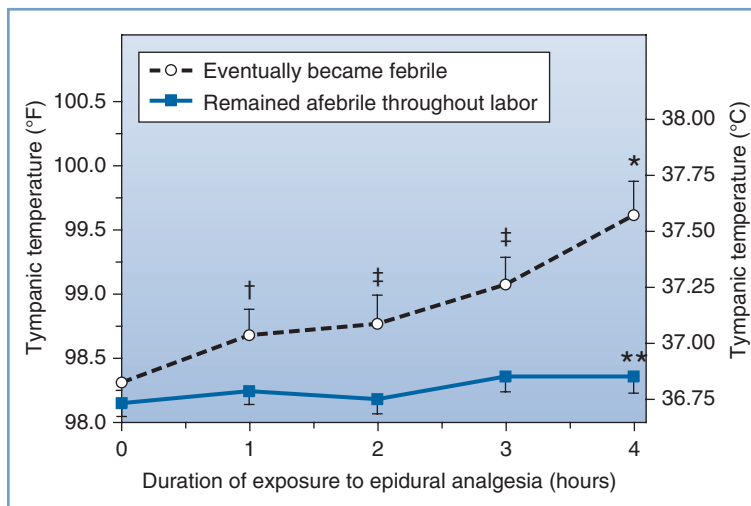 Eventually became febrile
Remained afebrile throughout labor
Tympanic temperature (°F)
100.5
100.0
99.5
99.0
98.5
98.0
Tympanic temperature (°C)
38.00
37.75
37.50
37.25
37.00
36.75
†
‡
‡
*
**
0 1 2 3 4
Duration of exposure to epidural analgesia (hours)